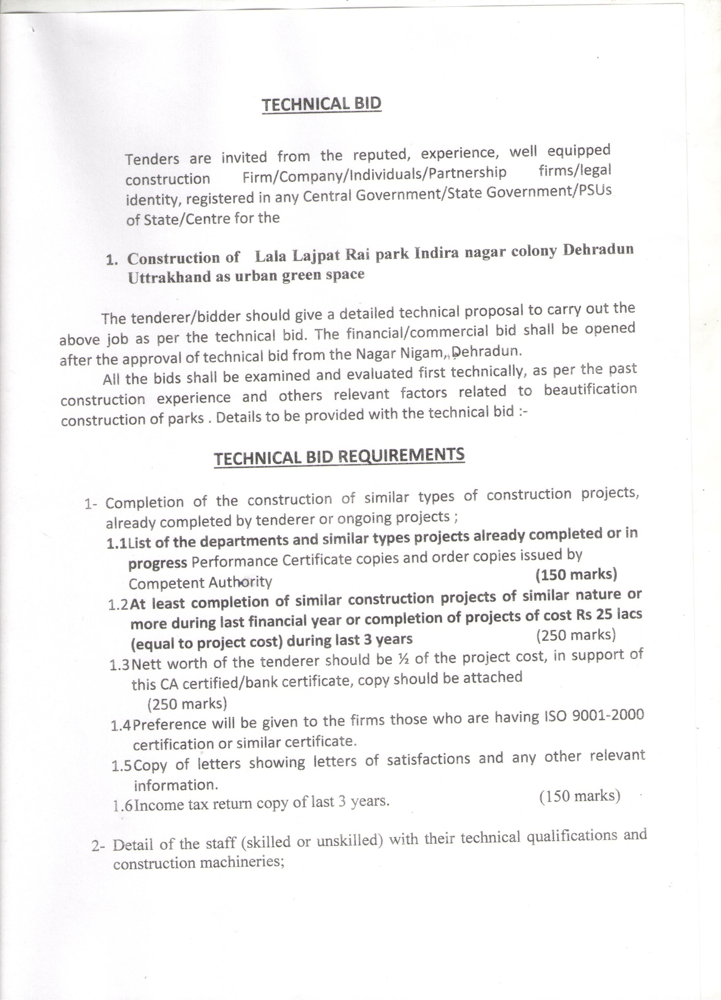 TECHNICAL BID
Tenders are invited from the reputed, experience, well equipped
construction Firm/Company/Individuals/Partnership firms/legal
identity, registered in any Central Government/State Government/PSUs
of State/Centre for the
1. Construction of Lala Lajpat Rai park Indira nagar colony Dehradun
Uttrakhand as urban green space
The tenderer/bidder should give a detailed technical proposal to carry out the
above job as per the technical bid. The financial/commercial bid shall be opened
after the approval of technical bid from the Nagar Nigam, Dehradun.
All the bids shall be examined and evaluated first technically, as per the past
construction experience and others relevant factors related to beautification
construction of parks . Details to be provided with the technical bid :-
TECHNICAL BID REQUIREMENTS
1- Completion of the construction of similar types of construction projects,
already completed by tenderer or ongoing projects ;
1.1List of the departments and similar types projects already completed or in
progress Performance Certificate copies and order copies issued by
Competent Authority (150 marks)
1.2At least completion of similar construction projects of similar nature or
more during last financial year or completion of projects of cost Rs 25 lacs
(equal to project cost) during last 3 years (250 marks)
1.3Nett worth of the tenderer should be ½ of the project cost, in support of
this CA certified/bank certificate, copy should be attached
(250 marks)
1.4Preference will be given to the firms those who are having ISO 9001-2000
certification or similar certificate.
1.5Copy of letters showing letters of satisfactions and any other relevant
information.
1.6Income tax return copy of last 3 years. (150 marks)
2- Detail of the staff (skilled or unskilled) with their technical qualifications and
construction machineries;